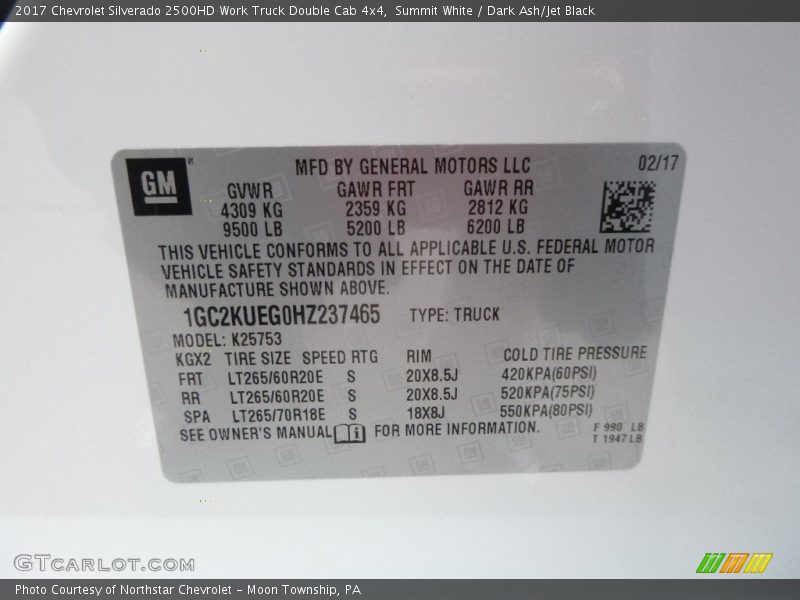 2017 Chevrolet Silverado 2500HD Work Truck Double Cab 4x4, Summit White / Dark Ash/Jet Black
GM ® MFD BY GENERAL MOTORS LLC 02/17
GVWR GAWR FRT GAWR RR
4309 KG 2359 KG 2812 KG
9500 LB 5200 LB 6200 LB
THIS VEHICLE CONFORMS TO ALL APPLICABLE U.S. FEDERAL MOTOR
VEHICLE SAFETY STANDARDS IN EFFECT ON THE DATE OF
MANUFACTURE SHOWN ABOVE.
1GC2KUEG0HZ237465 TYPE: TRUCK
MODEL: K25753
KGX2 TIRE SIZE SPEED RTG RIM COLD TIRE PRESSURE
FRT LT265/60R20E S 20X8.5J 420KPA(60PSI)
RR LT265/60R20E S 20X8.5J 520KPA(75PSI)
SPA LT265/70R18E S 18X8J 550KPA(80PSI)
SEE OWNER'S MANUAL i FOR MORE INFORMATION. F 990 LB
T 1947 LB
GTCARLOT.COM
Photo Courtesy of Northstar Chevrolet - Moon Township, PA